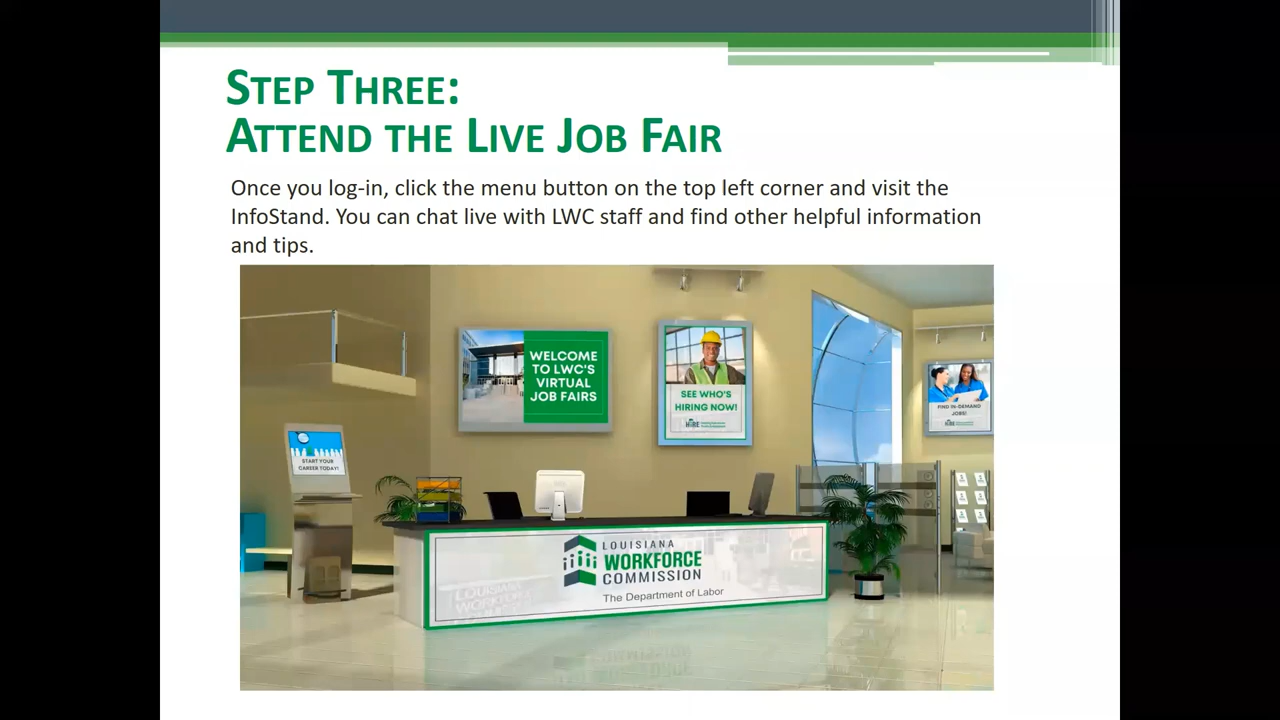 STEP THREE:
ATTEND THE LIVE JOB FAIR
Once you log-in, click the menu button on the top left corner and visit the
InfoStand. You can chat live with LWC staff and find other helpful information
and tips.
WELCOME
TO LWC'S
VIRTUAL
JOB FAIRS
SEE WHO'S
HIRING NOW!
HiRE
FIND IN-DEMAND
JOBS!
HiRE
START YOUR
CAREER TODAY!
LOUISIANA
WORKFORCE
COMMISSION
The Department of Labor